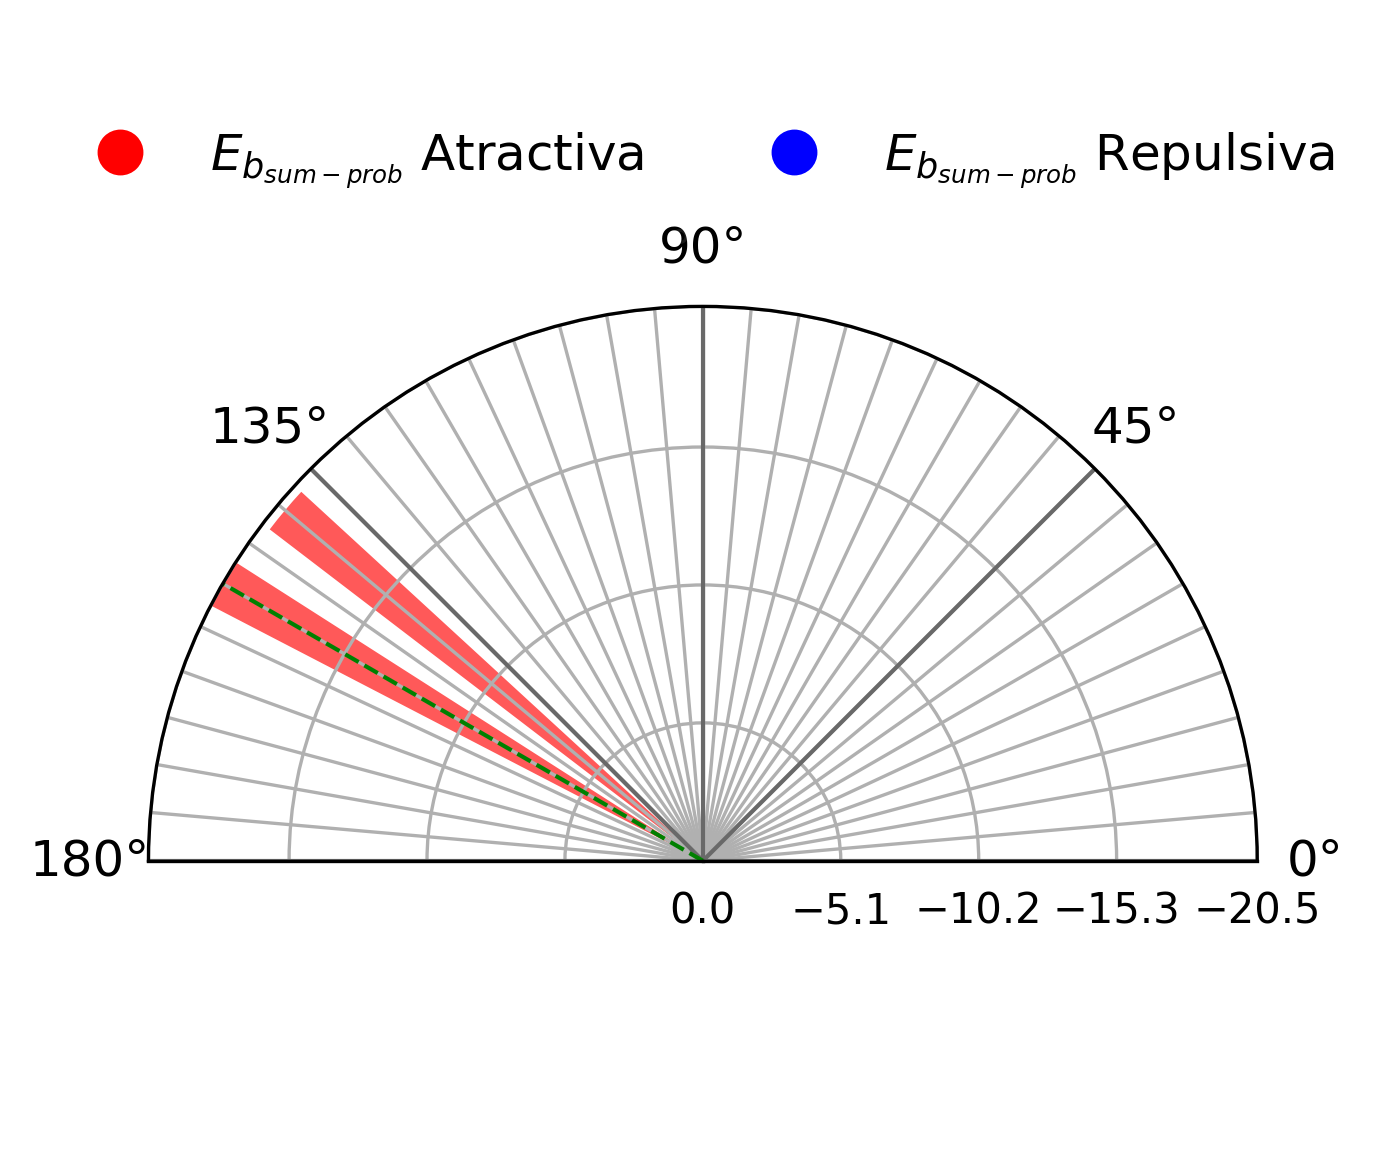 E_{b_{sum-prob}} Atractiva E_{b_{sum-prob}} Repulsiva
90°
135° 45°
180° 0°
0.0 −5.1 −10.2 −15.3 −20.5